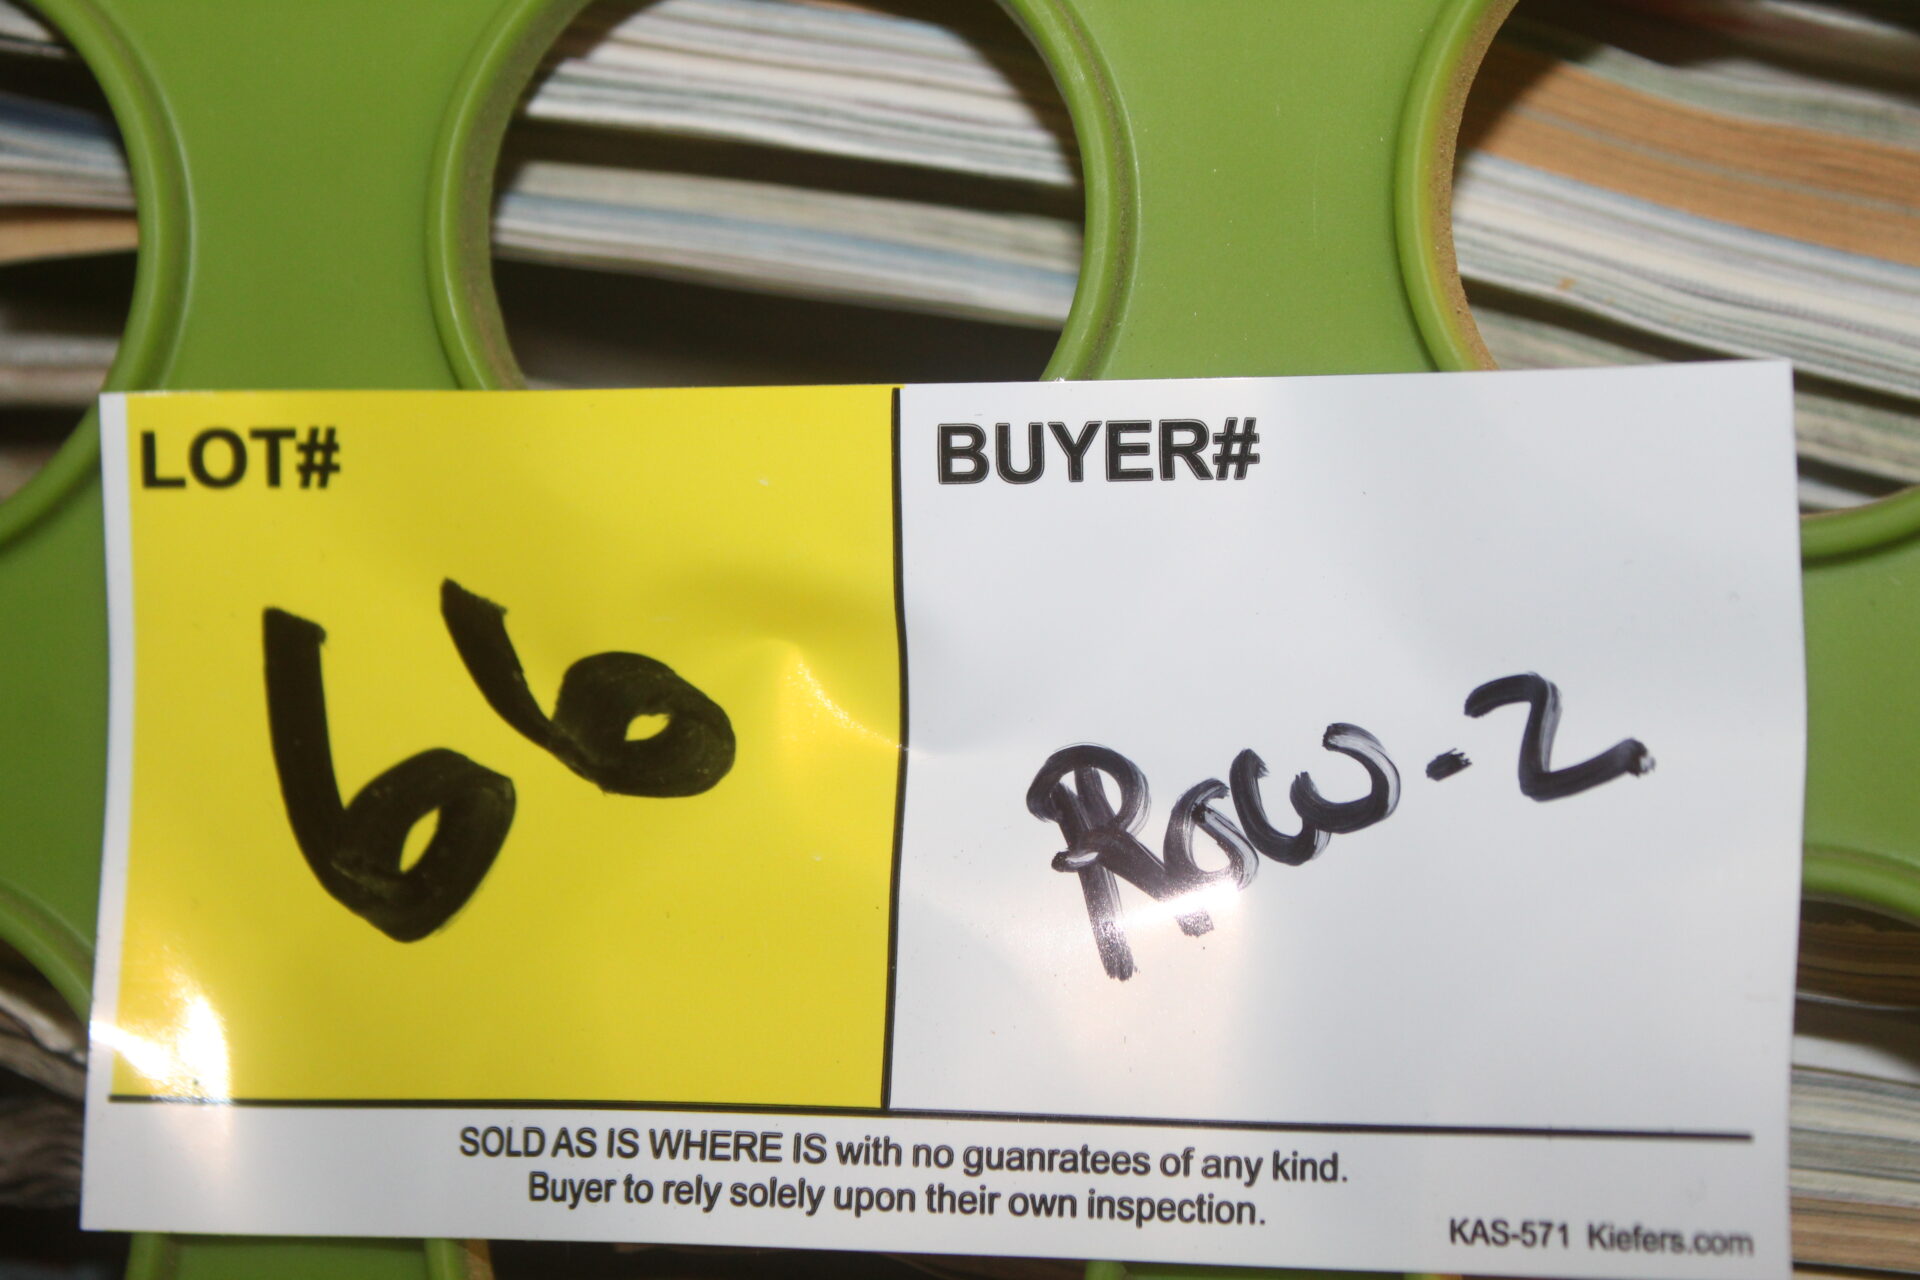 LOT#
BUYER#
66
Row-2
SOLD AS IS WHERE IS with no guanratees of any kind.
Buyer to rely solely upon their own inspection.
KAS-571 Kiefers.com